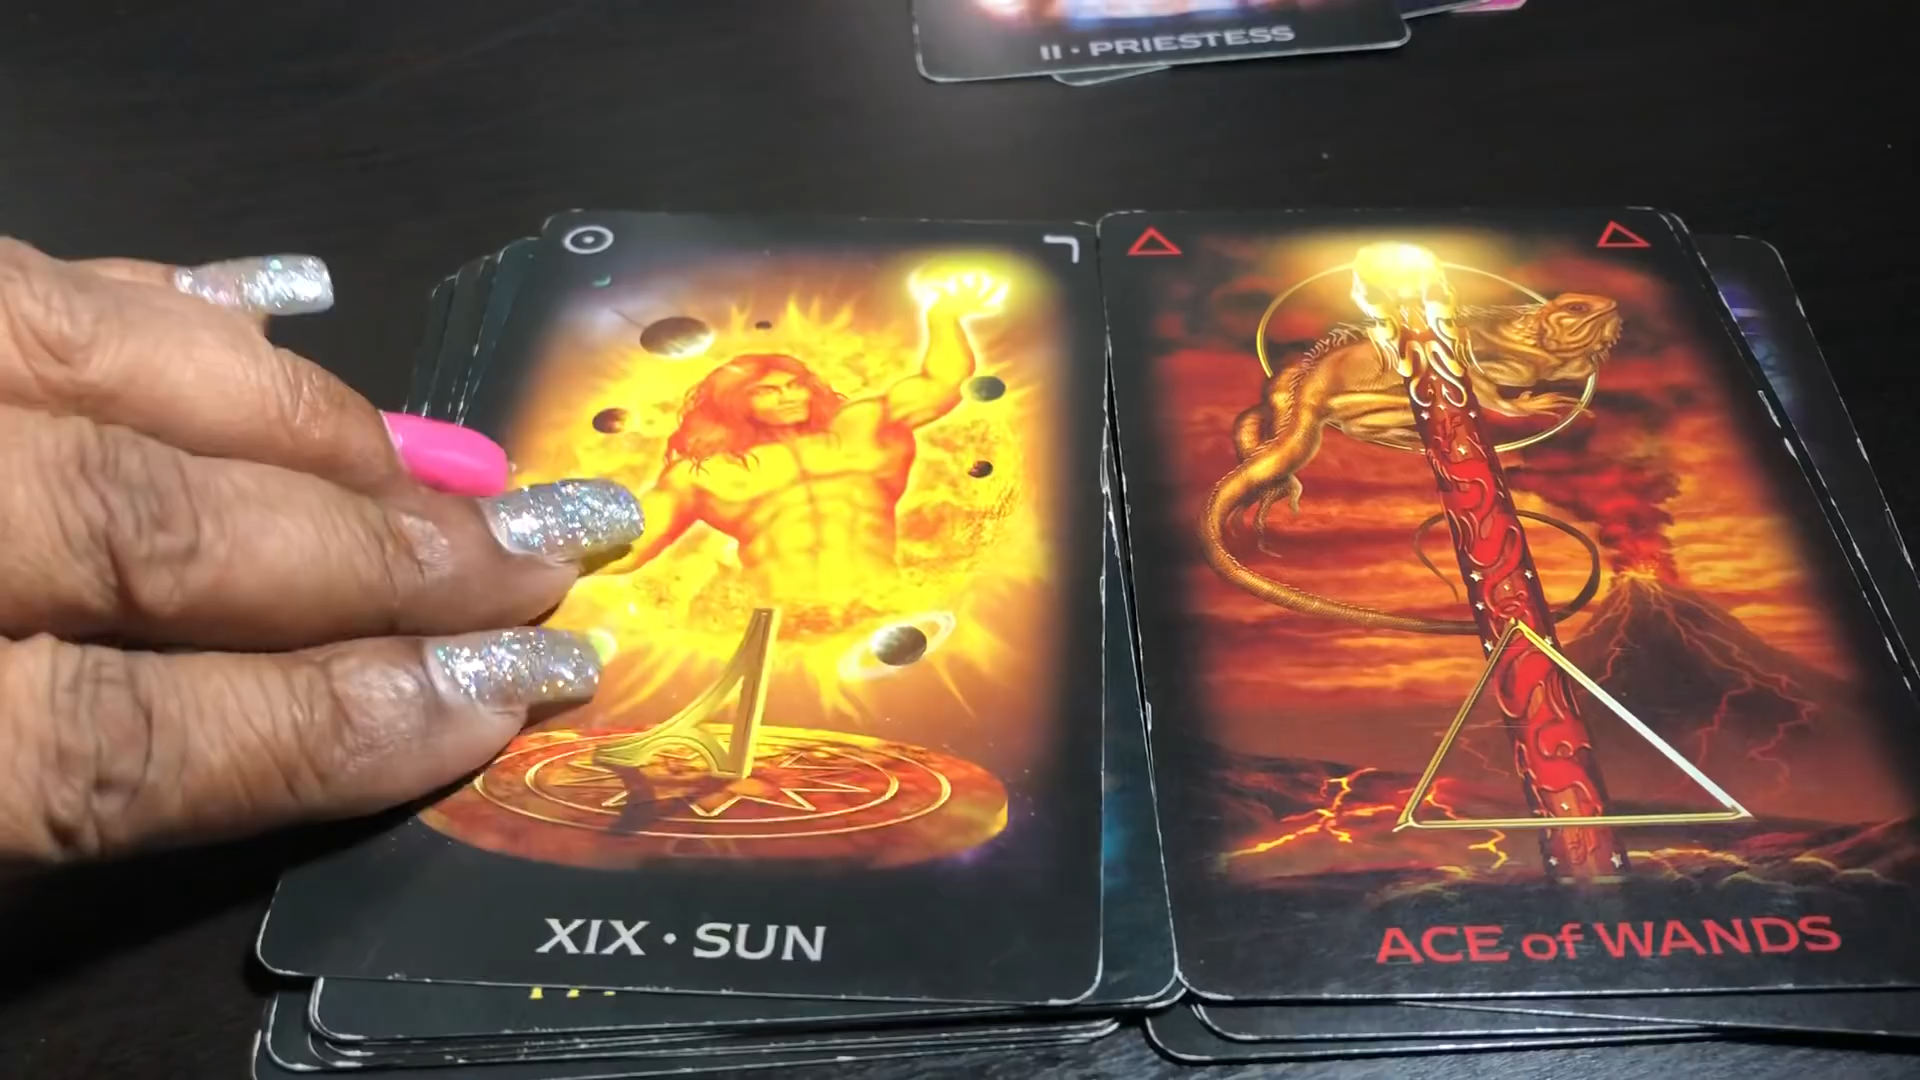 II · PRIESTESS
XIX · SUN
ACE of WANDS